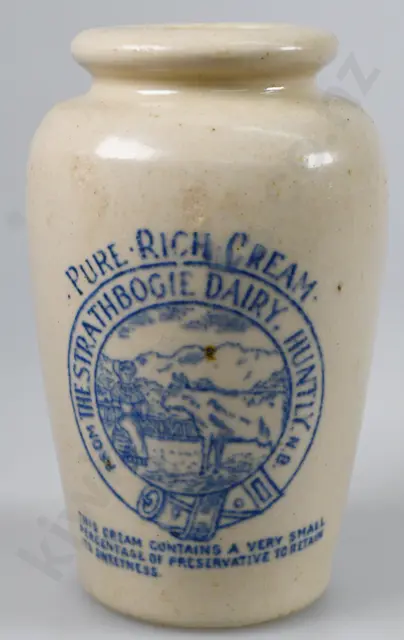 · PURE · RICH CREAM ·
FROM THE STRATHBOGIE DAIRY, HUNTLY N.B.
THIS CREAM CONTAINS A VERY SMALL
PERCENTAGE OF PRESERVATIVE TO RETAIN
ITS SWEETNESS.